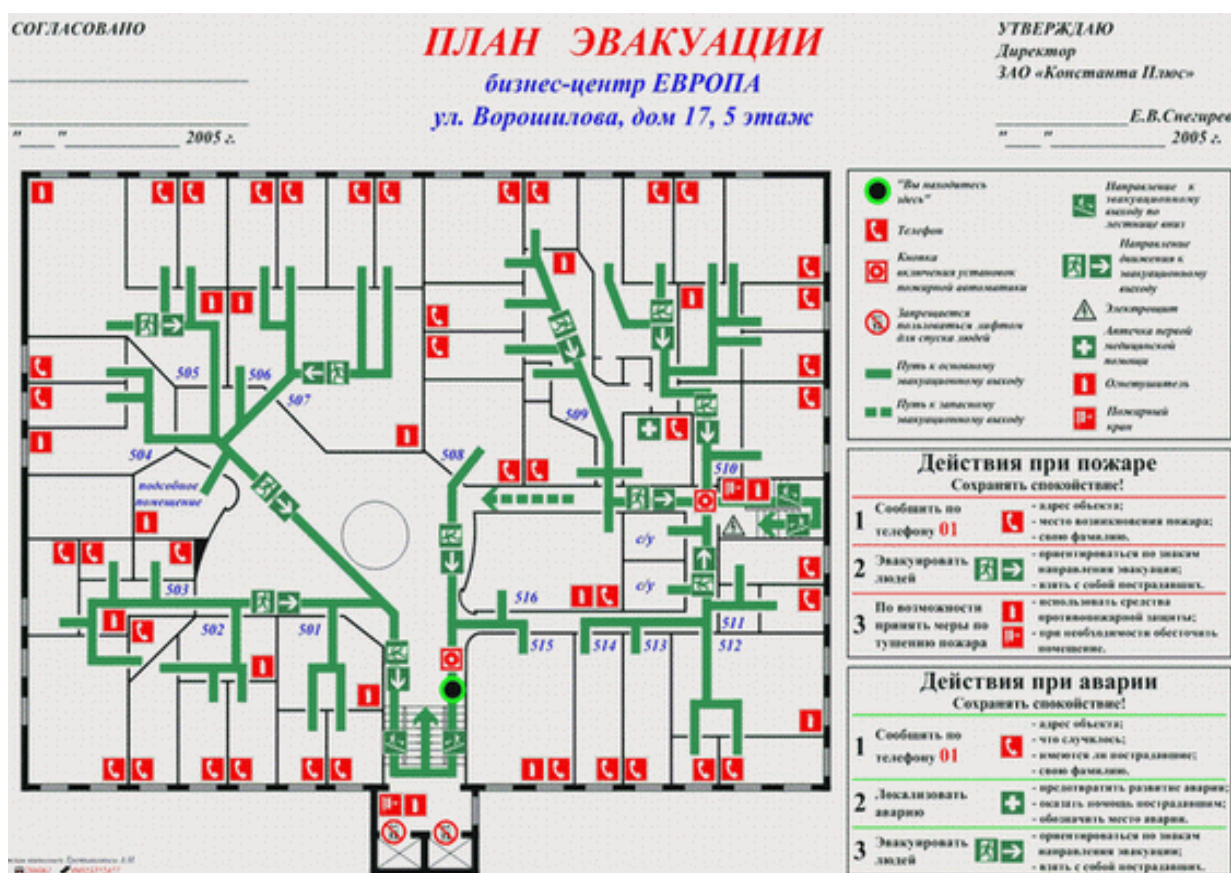 СОГЛАСОВАНО
"___"____________ 2005 г.
ПЛАН ЭВАКУАЦИИ
бизнес-центр ЕВРОПА
ул. Ворошилова, дом 17, 5 этаж
УТВЕРЖДАЮ
Директор
ЗАО «Константа Плюс»
____________Е.В.Снегирев
"___"____________ 2005 г.
505
506
507
504
подсобное
помещение
508
509
510
с/у
с/у
503
502
501
516
515
514
513
511
512
"Вы находитесь
здесь"
Телефон
Кнопка
включения установок
пожарной автоматики
Запрещается
пользоваться лифтом
для спуска людей
Путь к основному
эвакуационному выходу
Путь к запасному
эвакуационному выходу
Направление к
эвакуационному
выходу по
лестнице вниз
Направление
движения к
эвакуационному
выходу
Электрощит
Аптечка первой
медицинской
помощи
Огнетушитель
Пожарный
кран
Действия при пожаре
Сохранять спокойствие!
1 Сообщить по
телефону 01
- адрес объекта;
- место возникновения пожара;
- свою фамилию.
2 Эвакуировать
людей
- ориентироваться по знакам
направления эвакуации;
- взять с собой пострадавших.
3 По возможности
принять меры по
тушению пожара
- использовать средства
противопожарной защиты;
- при необходимости обесточить
помещение.
Действия при аварии
Сохранять спокойствие!
1 Сообщить по
телефону 01
- адрес объекта;
- что случилось;
- имеются ли пострадавшие;
- свою фамилию.
2 Локализовать
аварию
- предотвратить развитие аварии;
- оказать помощь пострадавшим;
- обозначить место аварии.
3 Эвакуировать
людей
- ориентироваться по знакам
направления эвакуации;
- взять с собой пострадавших.